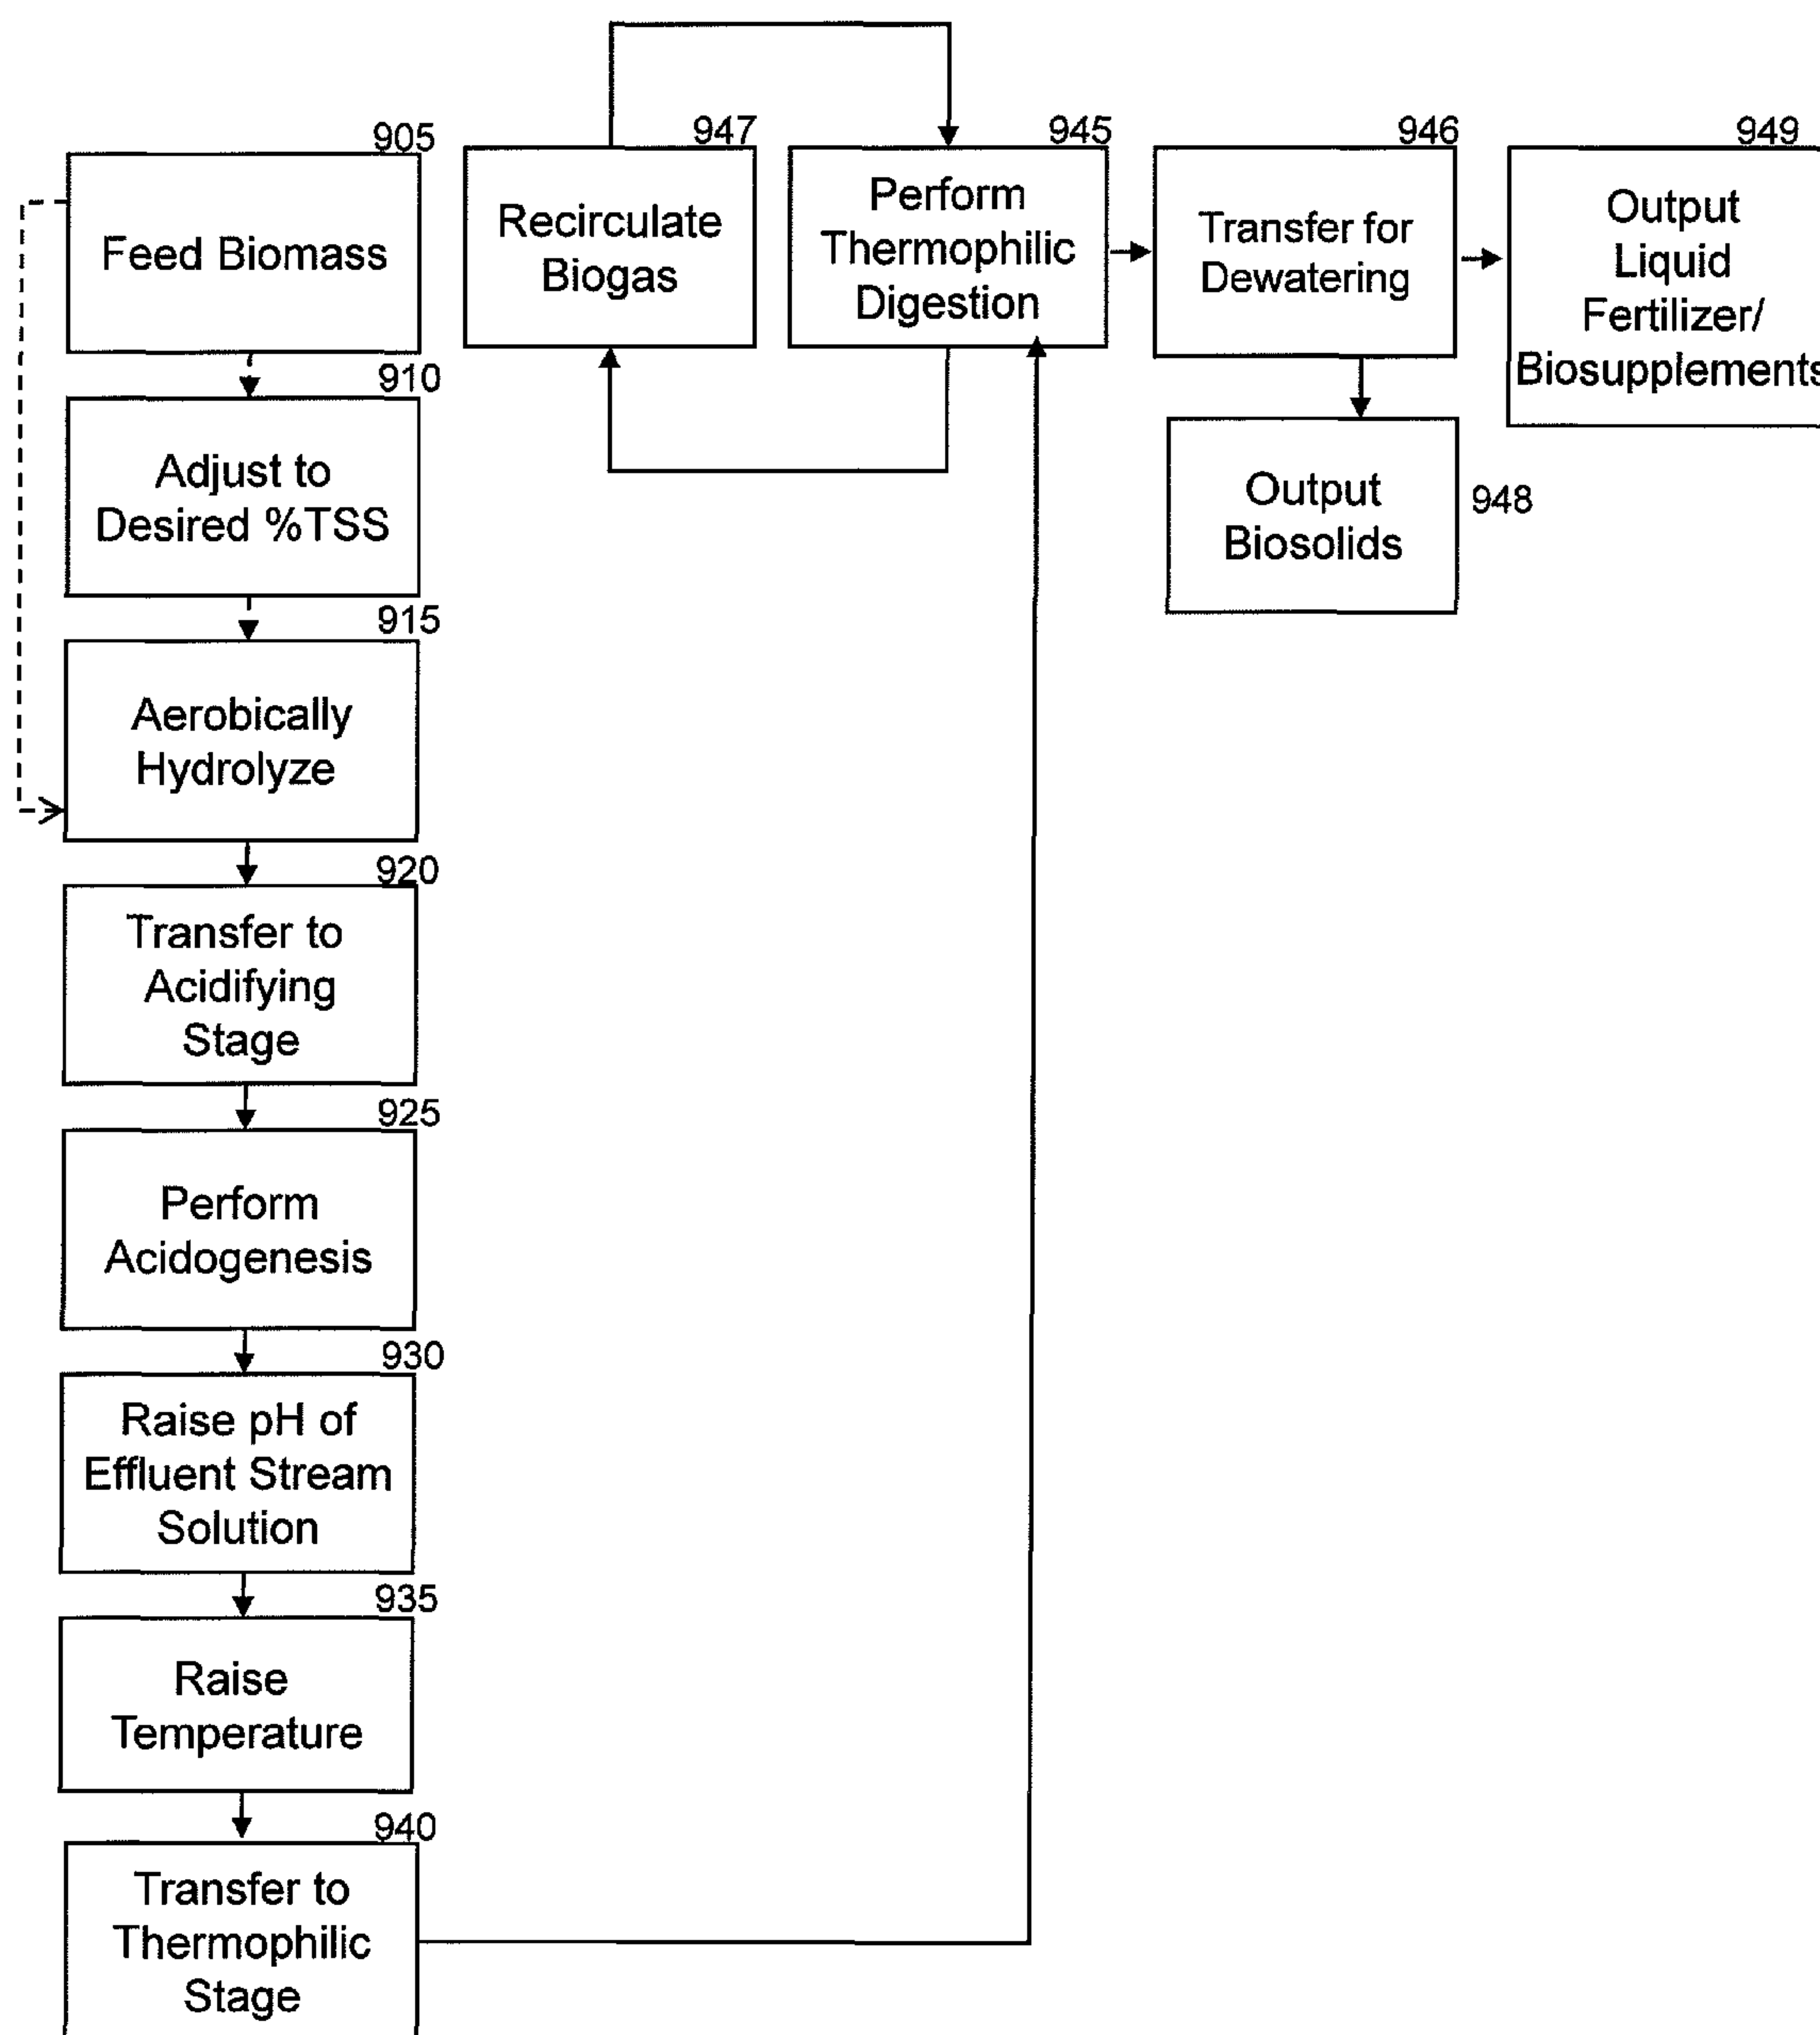 905
Feed Biomass
910
Adjust to
Desired %TSS
915
Aerobically
Hydrolyze
920
Transfer to
Acidifying
Stage
925
Perform
Acidogenesis
930
Raise pH of
Effluent Stream
Solution
935
Raise
Temperature
940
Transfer to
Thermophilic
Stage
947
Recirculate
Biogas
945
Perform
Thermophilic
Digestion
946
Transfer for
Dewatering
948
Output
Biosolids
949
Output
Liquid
Fertilizer/
Biosupplements